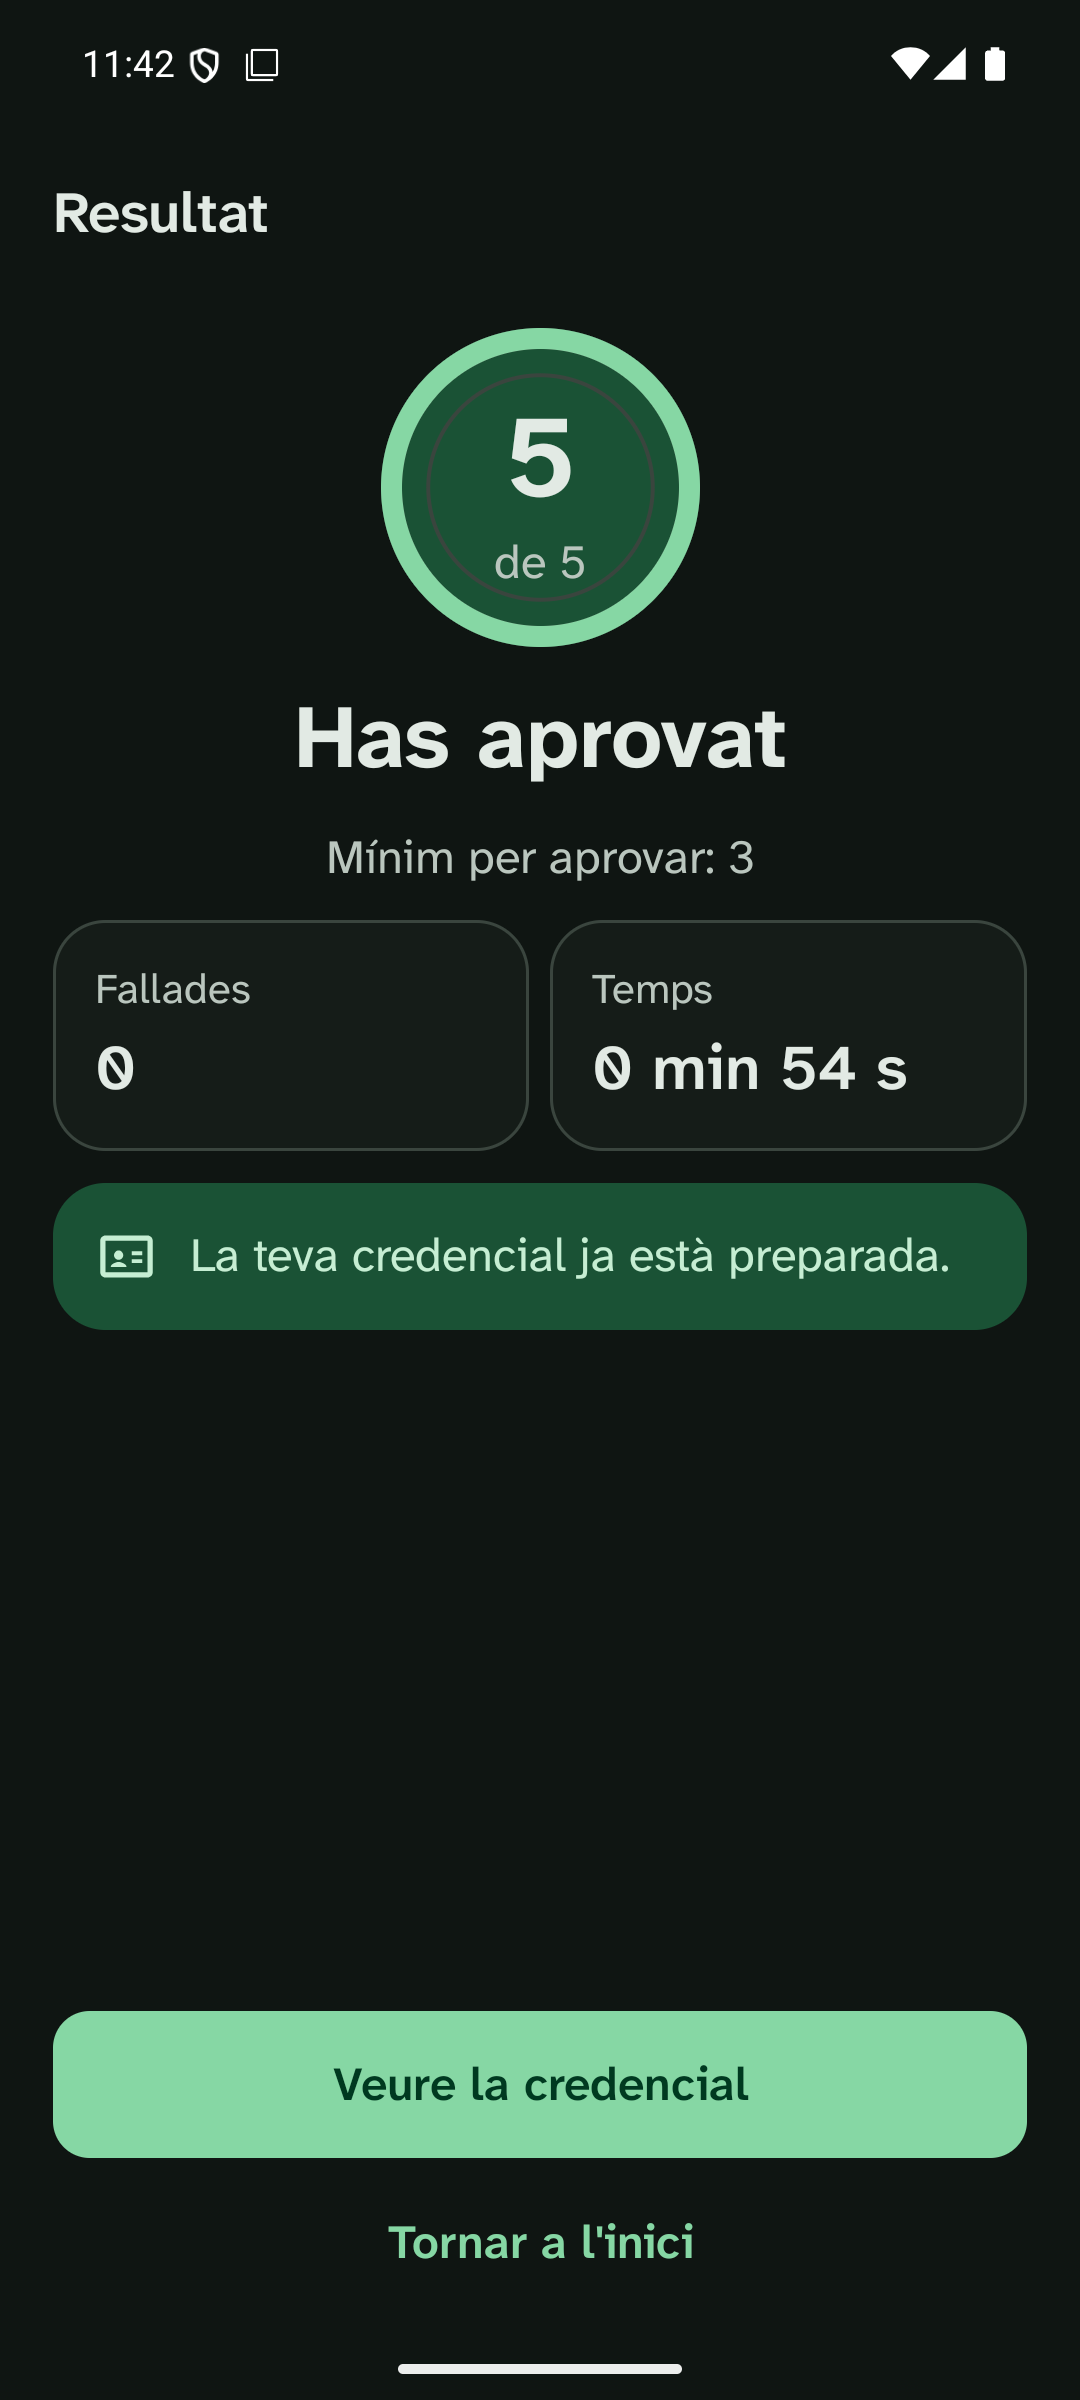 11:42
Resultat
5
de 5
Has aprovat
Mínim per aprovar: 3
Fallades
0
Temps
0 min 54 s
La teva credencial ja està preparada.
Veure la credencial
Tornar a l'inici